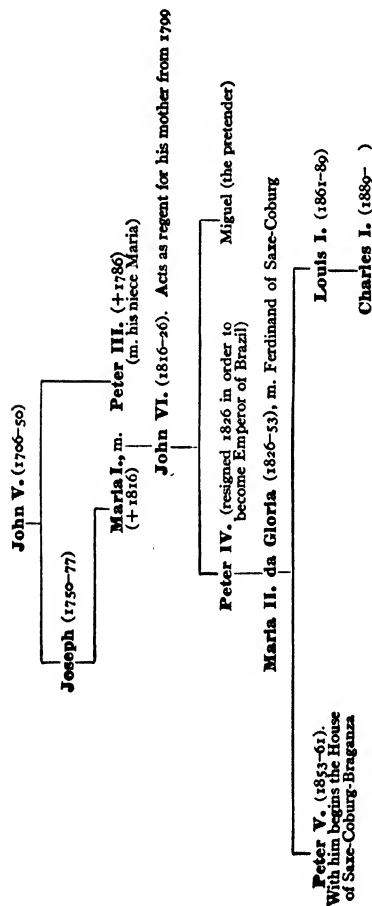 John V. (1706-50)
Joseph (1750-77)
Maria I., m. Peter III. (+1786)
(+1816) (m. his niece Maria)
John VI. (1816-26). Acts as regent for his mother from 1799
Peter IV. (resigned 1826 in order to
become Emperor of Brazil)
Miguel (the pretender)
Maria II. da Gloria (1826-53), m. Ferdinand of Saxe-Coburg
Peter V. (1853-61).
With him begins the House
of Saxe-Coburg-Braganza
Louis I. (1861-89)
Charles I. (1889- )